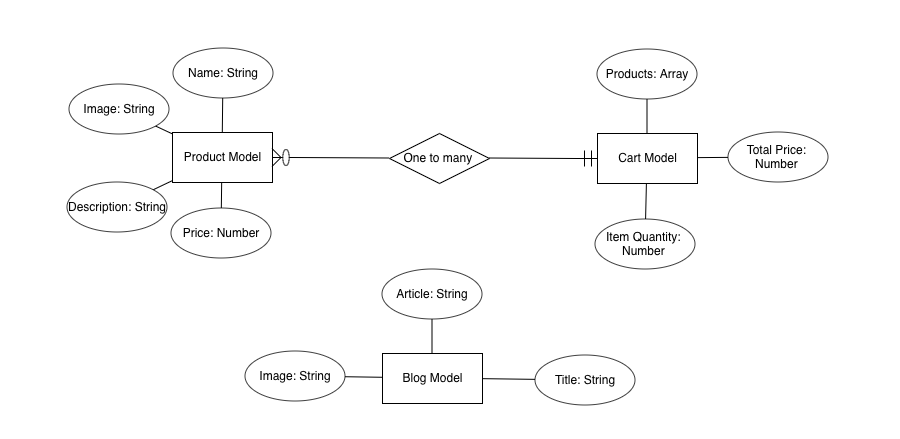 Name: String
Products: Array
Image: String
Product Model
One to many
Cart Model
Total Price:
Number
Description: String
Price: Number
Item Quantity:
Number
Article: String
Image: String
Blog Model
Title: String